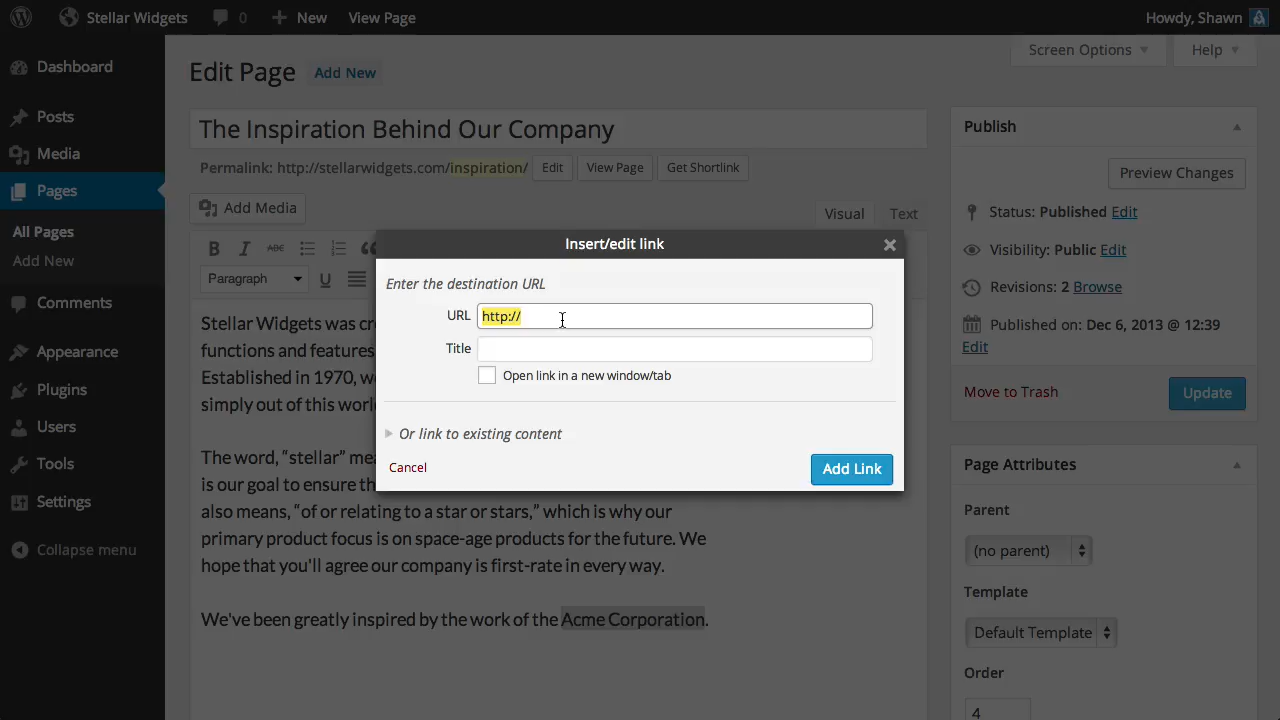 Stellar Widgets 0 New View Page Howdy, Shawn
Screen Options Help
Dashboard
Posts
Media
Pages
All Pages
Add New
Comments
Appearance
Plugins
Users
Tools
Settings
Collapse menu
Edit Page Add New
The Inspiration Behind Our Company
Permalink: http://stellarwidgets.com/inspiration/ Edit View Page Get Shortlink
Add Media
Visual Text
B I ABC
Paragraph U
Stellar Widgets was cr
functions and features
Established in 1970, w
simply out of this worl
The word, “stellar” mea
is our goal to ensure th
also means, “of or relating to a star or stars,” which is why our
primary product focus is on space-age products for the future. We
hope that you'll agree our company is first-rate in every way.
We've been greatly inspired by the work of the Acme Corporation.
Insert/edit link
Enter the destination URL
URL http://
Title
Open link in a new window/tab
Or link to existing content
Cancel
Add Link
Publish
Preview Changes
Status: Published Edit
Visibility: Public Edit
Revisions: 2 Browse
Published on: Dec 6, 2013 @ 12:39
Edit
Move to Trash Update
Page Attributes
Parent
(no parent)
Template
Default Template
Order
4